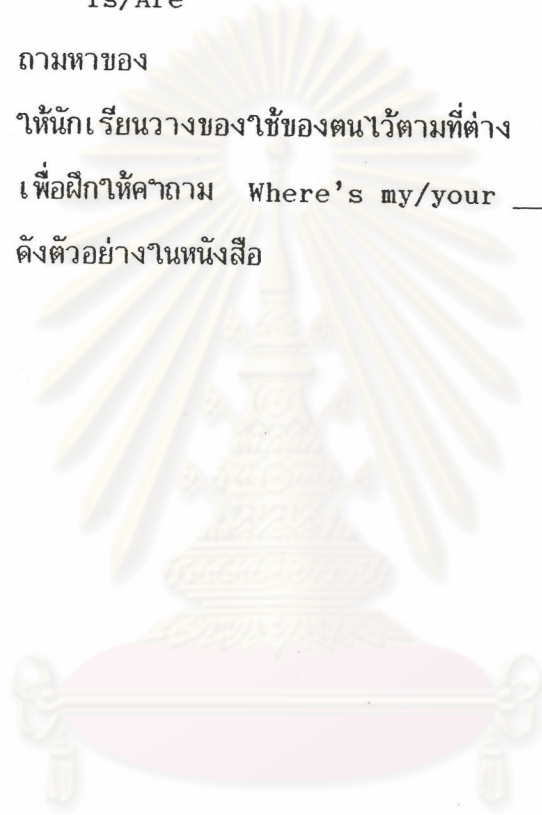 Is/Are
ถามหาของ
ให้นักเรียนวางของใช้ของตนไว้ตามที่ต่าง
เพื่อฝึกให้คำถาม Where's my/your __
ดังตัวอย่างในหนังสือ